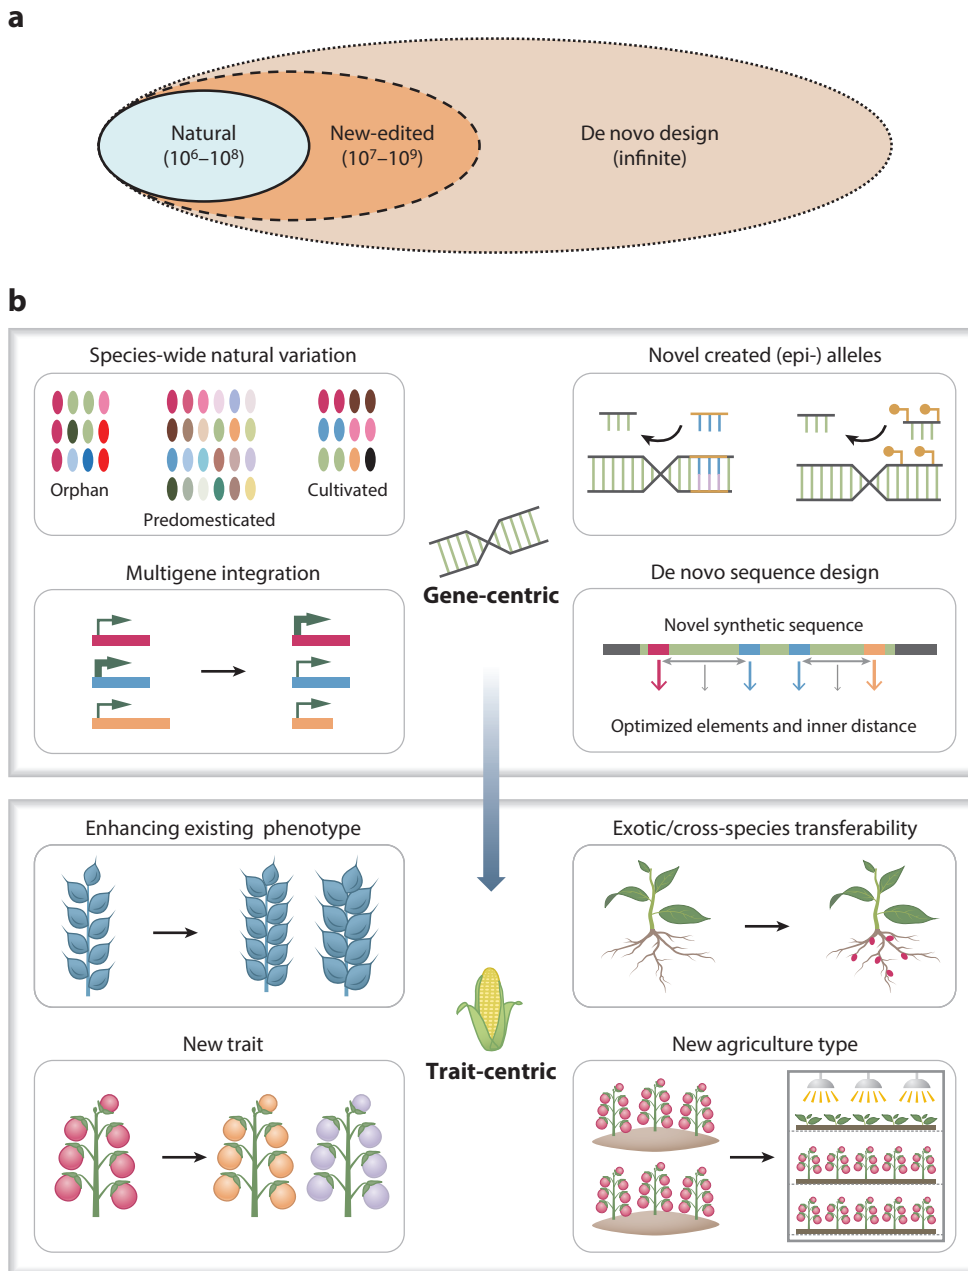 a
Natural
(10⁶–10⁸)
New-edited
(10⁷–10⁹)
De novo design
(infinite)
b
Species-wide natural variation
Orphan
Predomesticated
Cultivated
Novel created (epi-) alleles
Multigene integration
Gene-centric
De novo sequence design
Novel synthetic sequence
Optimized elements and inner distance
Enhancing existing phenotype
Exotic/cross-species transferability
New trait
Trait-centric
New agriculture type